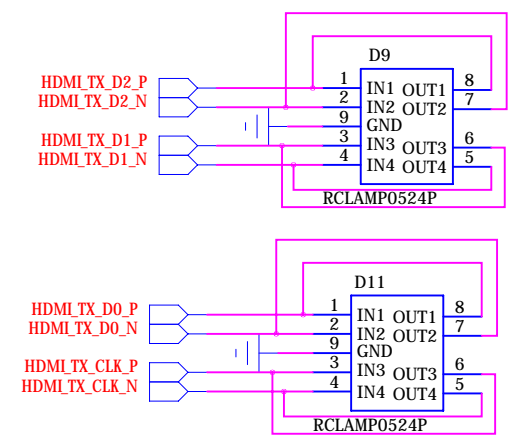 D9
HDMI_TX_D2_P 1 IN1 OUT1 8
HDMI_TX_D2_N 2 IN2 OUT2 7
9 GND
HDMI_TX_D1_P 3 IN3 OUT3 6
HDMI_TX_D1_N 4 IN4 OUT4 5
RCLAMP0524P
D11
HDMI_TX_D0_P 1 IN1 OUT1 8
HDMI_TX_D0_N 2 IN2 OUT2 7
9 GND
HDMI_TX_CLK_P 3 IN3 OUT3 6
HDMI_TX_CLK_N 4 IN4 OUT4 5
RCLAMP0524P